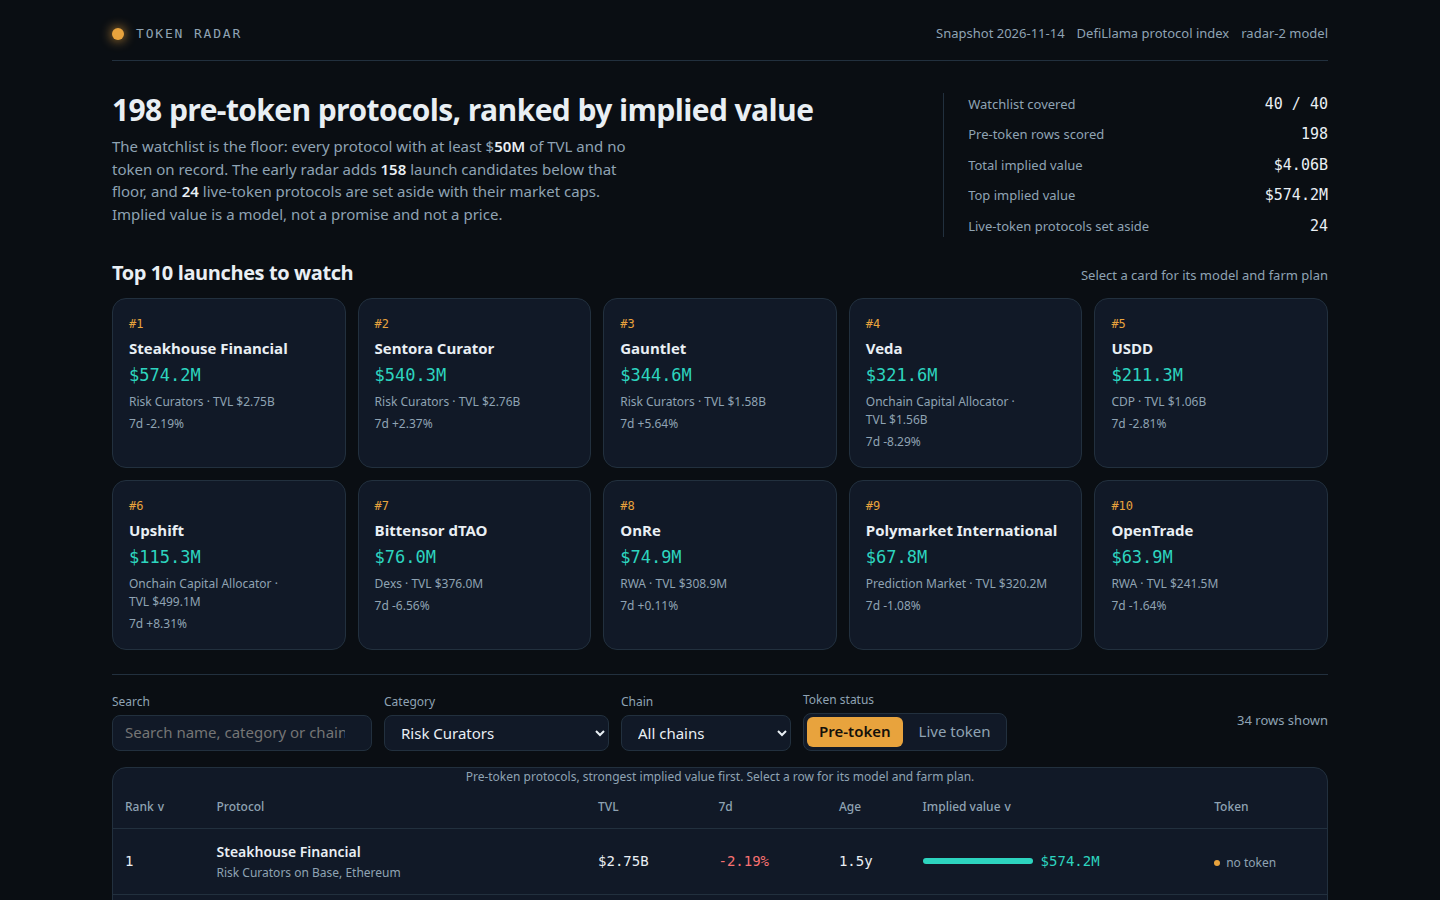 TOKEN RADAR
Snapshot 2026-11-14 DefiLlama protocol index radar-2 model
198 pre-token protocols, ranked by implied value
The watchlist is the floor: every protocol with at least $50M of TVL and no
token on record. The early radar adds 158 launch candidates below that
floor, and 24 live-token protocols are set aside with their market caps.
Implied value is a model, not a promise and not a price.
Watchlist covered 40 / 40
Pre-token rows scored 198
Total implied value $4.06B
Top implied value $574.2M
Live-token protocols set aside 24
Top 10 launches to watch
Select a card for its model and farm plan
#1
Steakhouse Financial
$574.2M
Risk Curators · TVL $2.75B
7d -2.19%
#2
Sentora Curator
$540.3M
Risk Curators · TVL $2.76B
7d +2.37%
#3
Gauntlet
$344.6M
Risk Curators · TVL $1.58B
7d +5.64%
#4
Veda
$321.6M
Onchain Capital Allocator ·
TVL $1.56B
7d -8.29%
#5
USDD
$211.3M
CDP · TVL $1.06B
7d -2.81%
#6
Upshift
$115.3M
Onchain Capital Allocator ·
TVL $499.1M
7d +8.31%
#7
Bittensor dTAO
$76.0M
Dexs · TVL $376.0M
7d -6.56%
#8
OnRe
$74.9M
RWA · TVL $308.9M
7d +0.11%
#9
Polymarket International
$67.8M
Prediction Market · TVL $320.2M
7d -1.08%
#10
OpenTrade
$63.9M
RWA · TVL $241.5M
7d -1.64%
Search
Search name, category or chain
Category
Risk Curators
Chain
All chains
Token status
Pre-token Live token
34 rows shown
Pre-token protocols, strongest implied value first. Select a row for its model and farm plan.
Rank v Protocol TVL 7d Age Implied value v Token
1 Steakhouse Financial $2.75B -2.19% 1.5y $574.2M no token
Risk Curators on Base, Ethereum